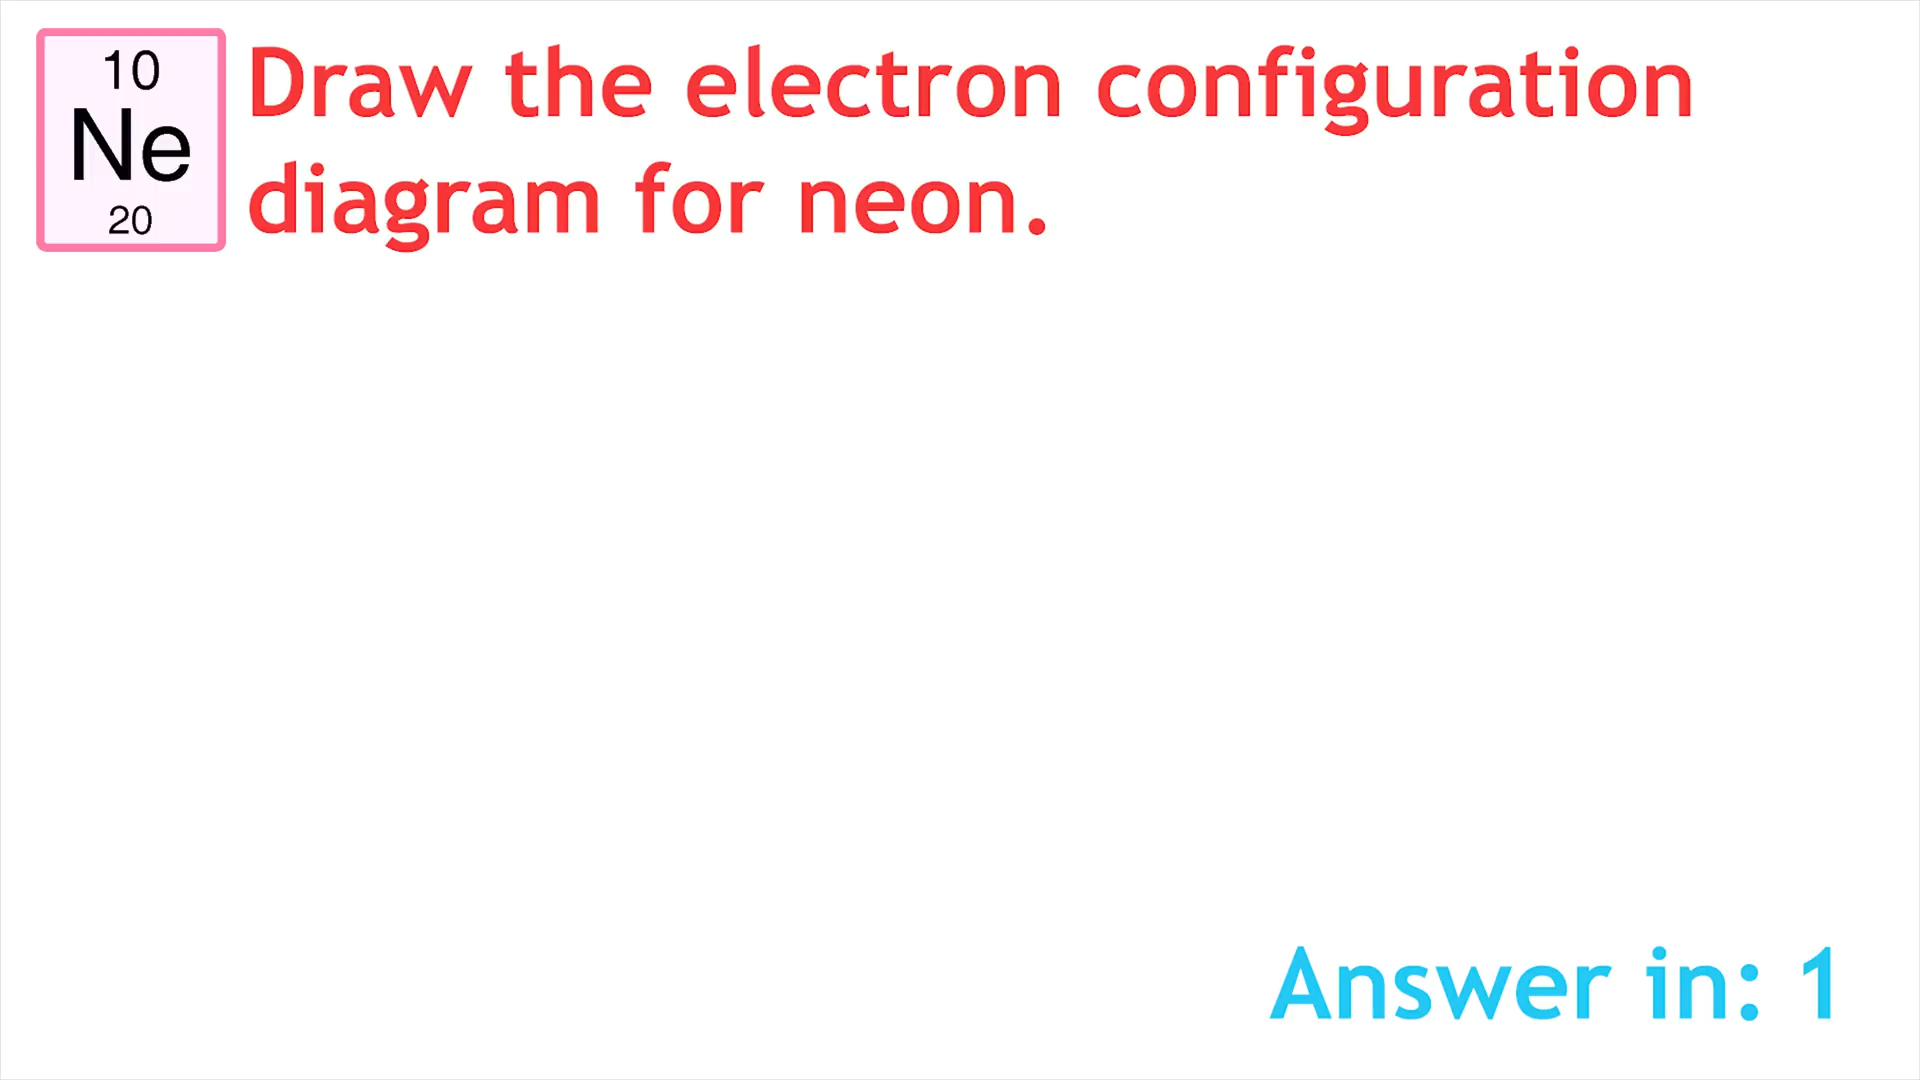 10
Ne
20
Draw the electron configuration
diagram for neon.
Answer in: 1